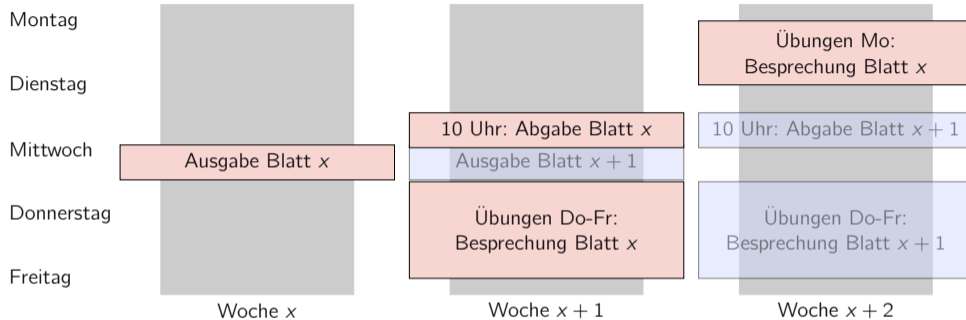 Montag
Dienstag
Mittwoch
Donnerstag
Freitag
Ausgabe Blatt x
Woche x
10 Uhr: Abgabe Blatt x
Ausgabe Blatt x + 1
Übungen Do-Fr:
Besprechung Blatt x
Woche x + 1
Übungen Mo:
Besprechung Blatt x
10 Uhr: Abgabe Blatt x + 1
Übungen Do-Fr:
Besprechung Blatt x + 1
Woche x + 2